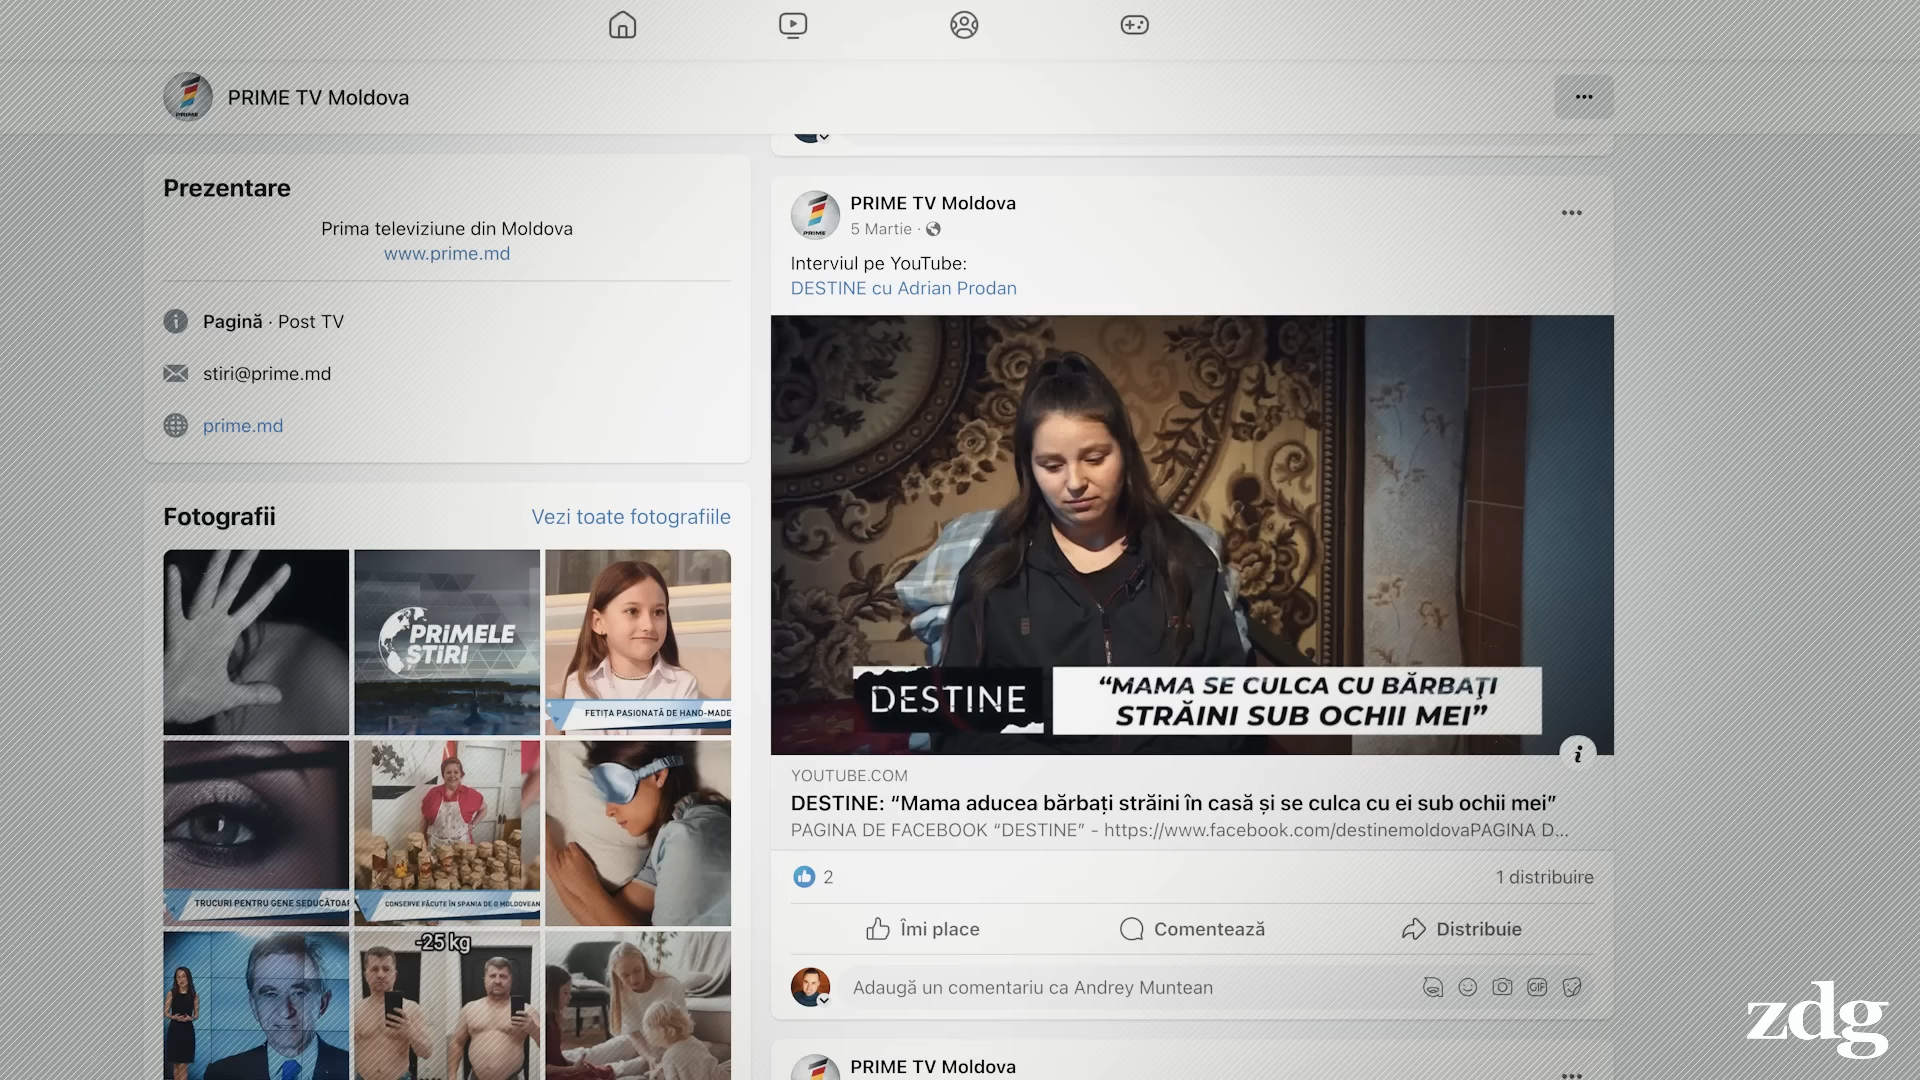 PRIME TV Moldova
Prezentare
Prima televiziune din Moldova
www.prime.md
Pagină · Post TV
stiri@prime.md
prime.md
Fotografii
Vezi toate fotografiile
PRiMELE
ȘTiRi
FETIȚA PASIONATĂ DE HAND-MADE
TRUCURI PENTRU GENE SEDUCĂTOA
CONSERVE FĂCUTE ÎN SPANIA DE O MOLDOVEAN
-25 kg
PRIME TV Moldova
5 Martie ·
Interviul pe YouTube:
DESTINE cu Adrian Prodan
DESTINE
“MAMA SE CULCA CU BĂRBAȚI
STRĂINI SUB OCHII MEI”
YOUTUBE.COM
DESTINE: “Mama aducea bărbați străini în casă și se culca cu ei sub ochii mei”
PAGINA DE FACEBOOK “DESTINE” - https://www.facebook.com/destinemoldovaPAGINA D...
2
1 distribuire
Îmi place
Comentează
Distribuie
Adaugă un comentariu ca Andrey Muntean
GIF
PRIME TV Moldova
zdg